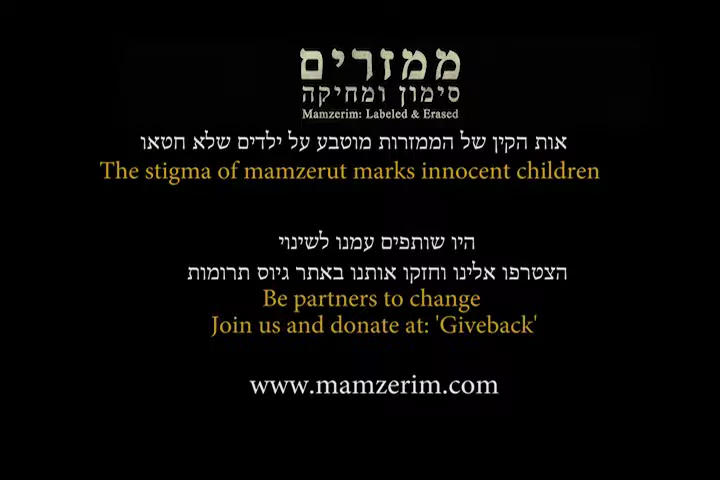 ממזרים
סימון ומחיקה
Mamzerim: Labeled & Erased
אות הקין של הממזרות מוטבע על ילדים שלא חטאו
The stigma of mamzerut marks innocent children
היו שותפים עמנו לשינוי
הצטרפו אלינו וחזקו אותנו באתר גיוס תרומות
Be partners to change
Join us and donate at: 'Giveback'
www.mamzerim.com